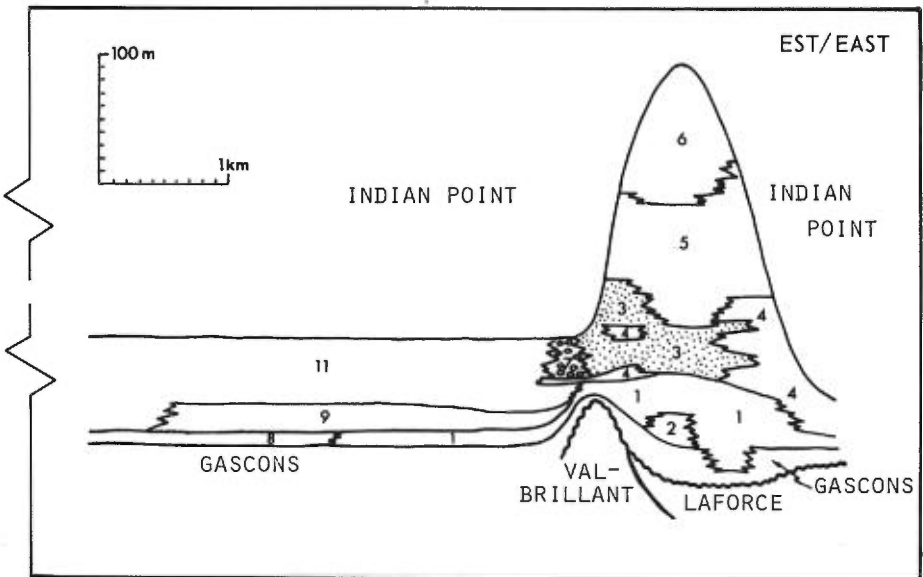 EST/EAST
100 m
1 km
6
INDIAN POINT
INDIAN
POINT
5
3
4
4
3
11
4
1
4
9
2
1
8
1
GASCONS
VAL-
BRILLANT
LAFORCE
GASCONS